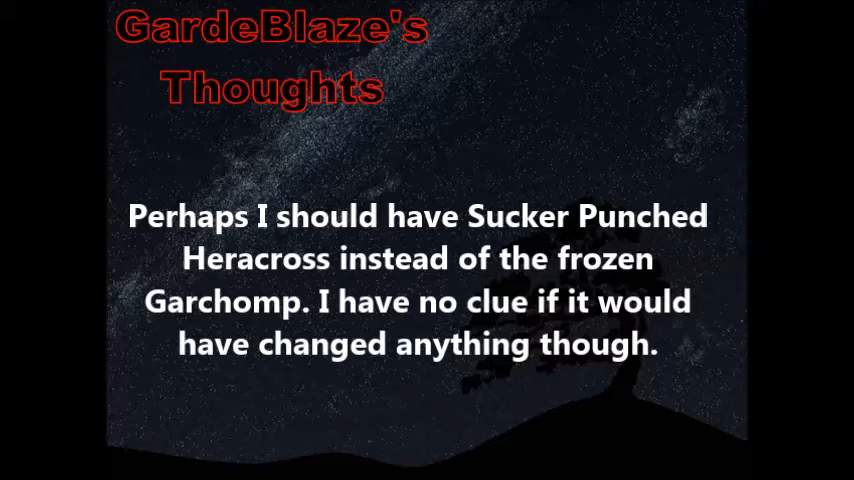 GardeBlaze's
Thoughts
Perhaps I should have Sucker Punched
Heracross instead of the frozen
Garchomp. I have no clue if it would
have changed anything though.